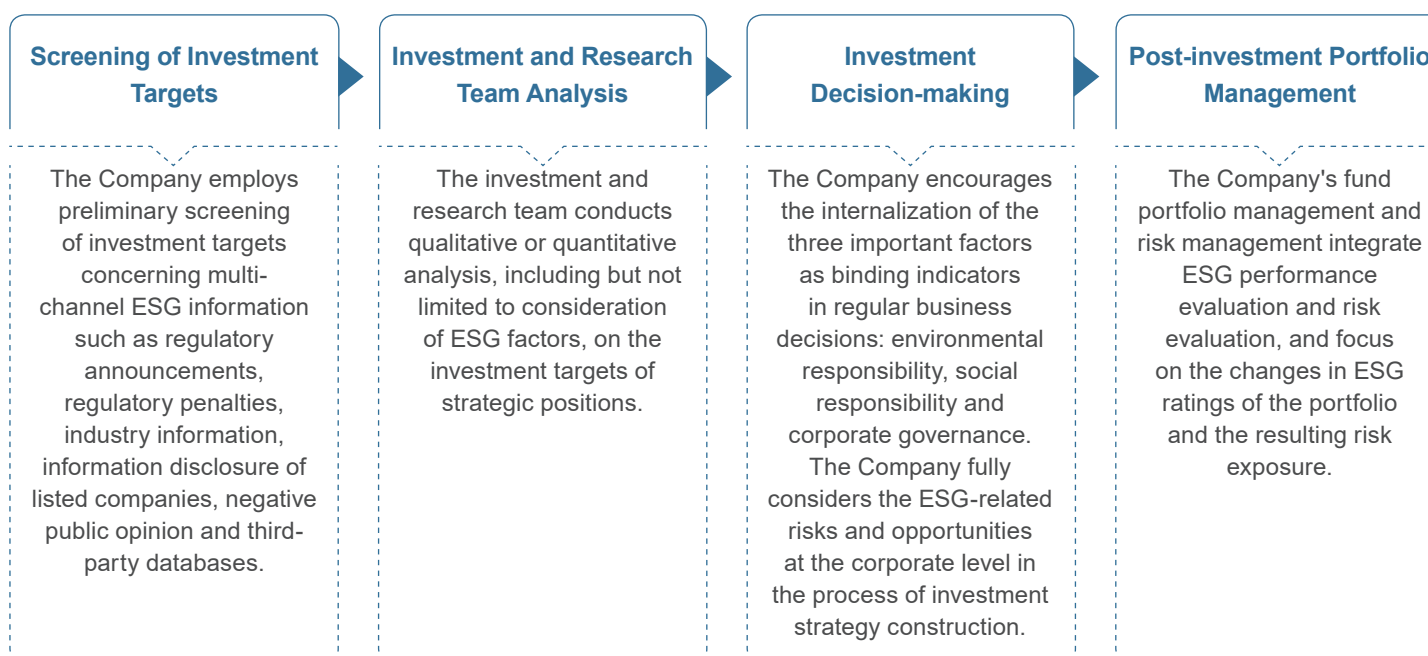 Screening of Investment
Targets
The Company employs
preliminary screening
of investment targets
concerning multi-
channel ESG information
such as regulatory
announcements,
regulatory penalties,
industry information,
information disclosure of
listed companies, negative
public opinion and third-
party databases.
Investment and Research
Team Analysis
The investment and
research team conducts
qualitative or quantitative
analysis, including but not
limited to consideration
of ESG factors, on the
investment targets of
strategic positions.
Investment
Decision-making
The Company encourages
the internalization of the
three important factors
as binding indicators
in regular business
decisions: environmental
responsibility, social
responsibility and
corporate governance.
The Company fully
considers the ESG-related
risks and opportunities
at the corporate level in
the process of investment
strategy construction.
Post-investment Portfolio
Management
The Company's fund
portfolio management and
risk management integrate
ESG performance
evaluation and risk
evaluation, and focus
on the changes in ESG
ratings of the portfolio
and the resulting risk
exposure.